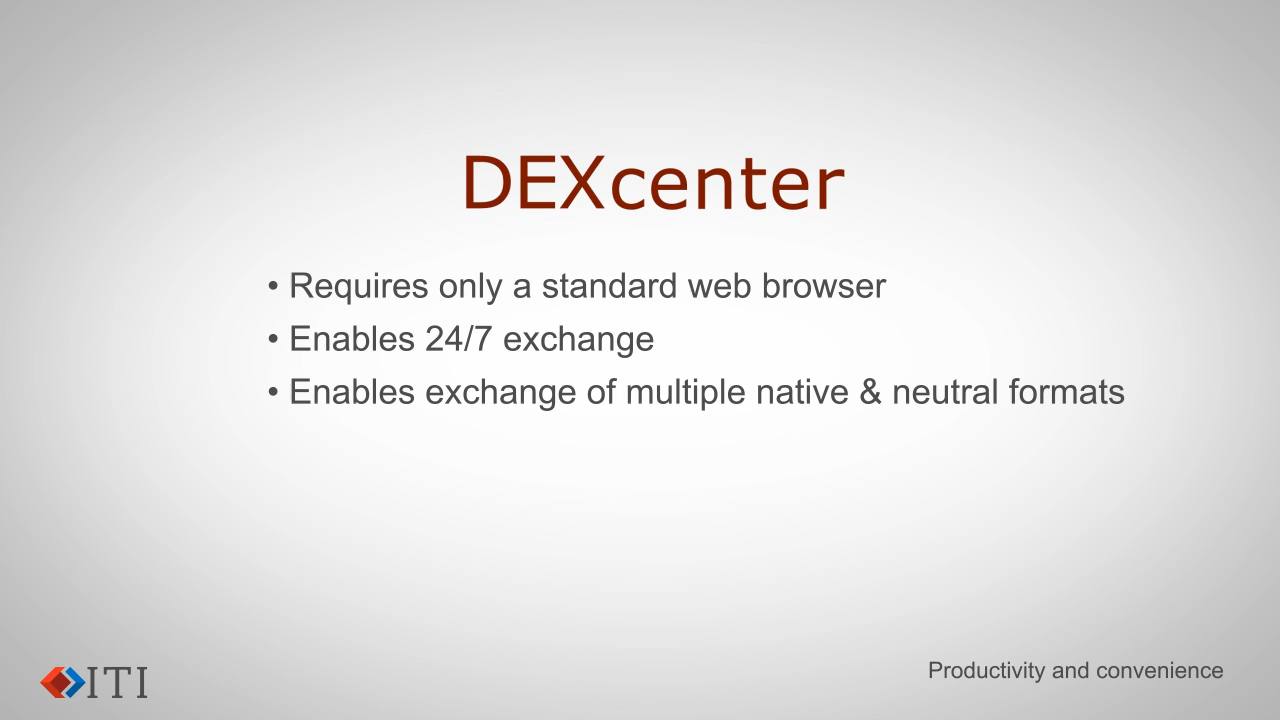 DEXcenter
• Requires only a standard web browser
• Enables 24/7 exchange
• Enables exchange of multiple native & neutral formats
ITI
Productivity and convenience